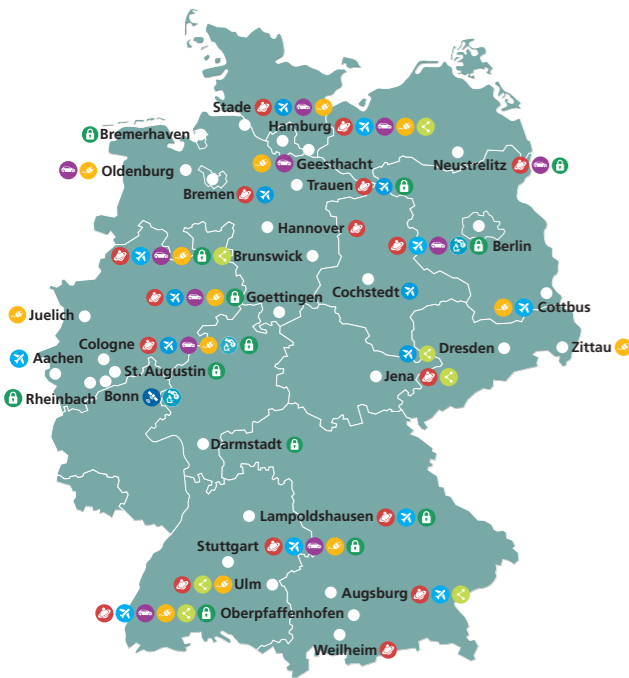 Stade
Hamburg
Bremerhaven
Geesthacht
Neustrelitz
Oldenburg
Trauen
Bremen
Hannover
Berlin
Brunswick
Cochstedt
Goettingen
Cottbus
Juelich
Cologne
Dresden
Zittau
Aachen
St. Augustin
Jena
Rheinbach
Bonn
Darmstadt
Lampoldshausen
Stuttgart
Ulm
Augsburg
Oberpfaffenhofen
Weilheim